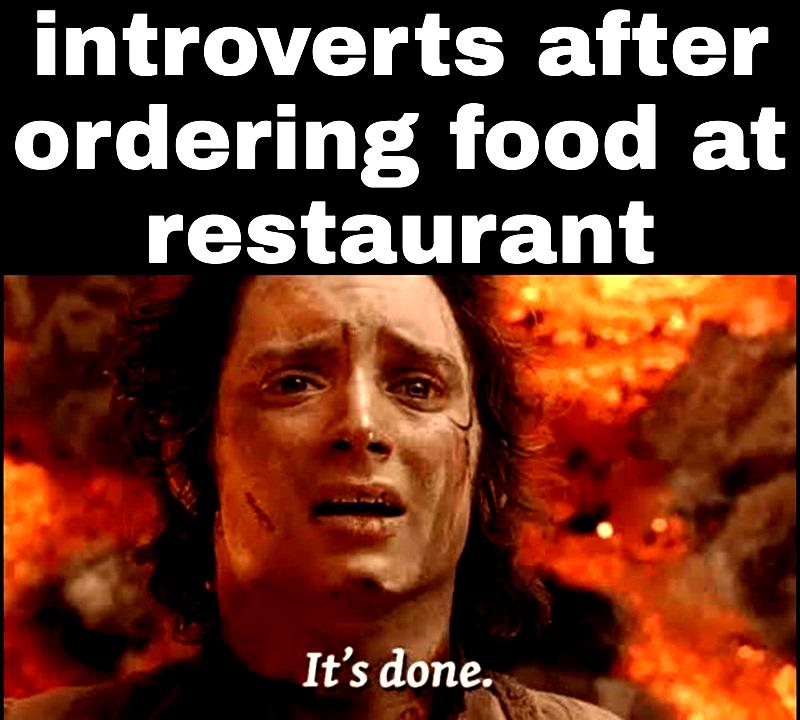 introverts after
ordering food at
restaurant
It's done.